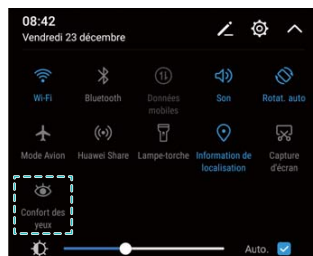 08:42
Vendredi 23 décembre
Wi-Fi Bluetooth Données mobiles Son Rotat. auto
Mode Avion Huawei Share Lampe-torche Information de localisation Capture d'écran
Confort des
yeux
Auto.